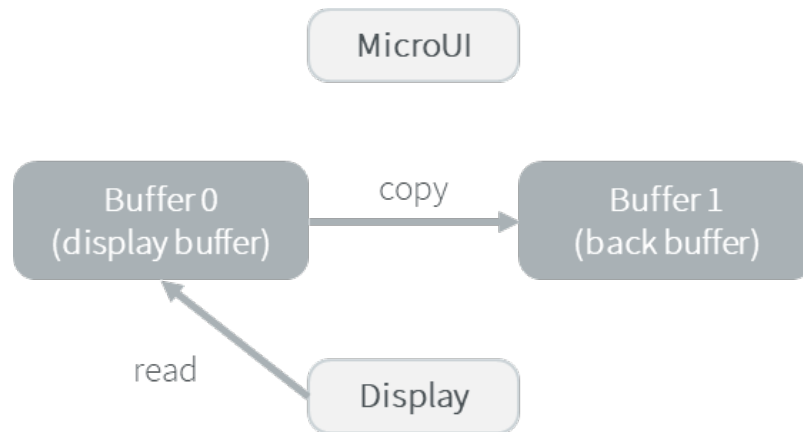 MicroUI
Buffer 0
(display buffer)
copy
Buffer 1
(back buffer)
read
Display